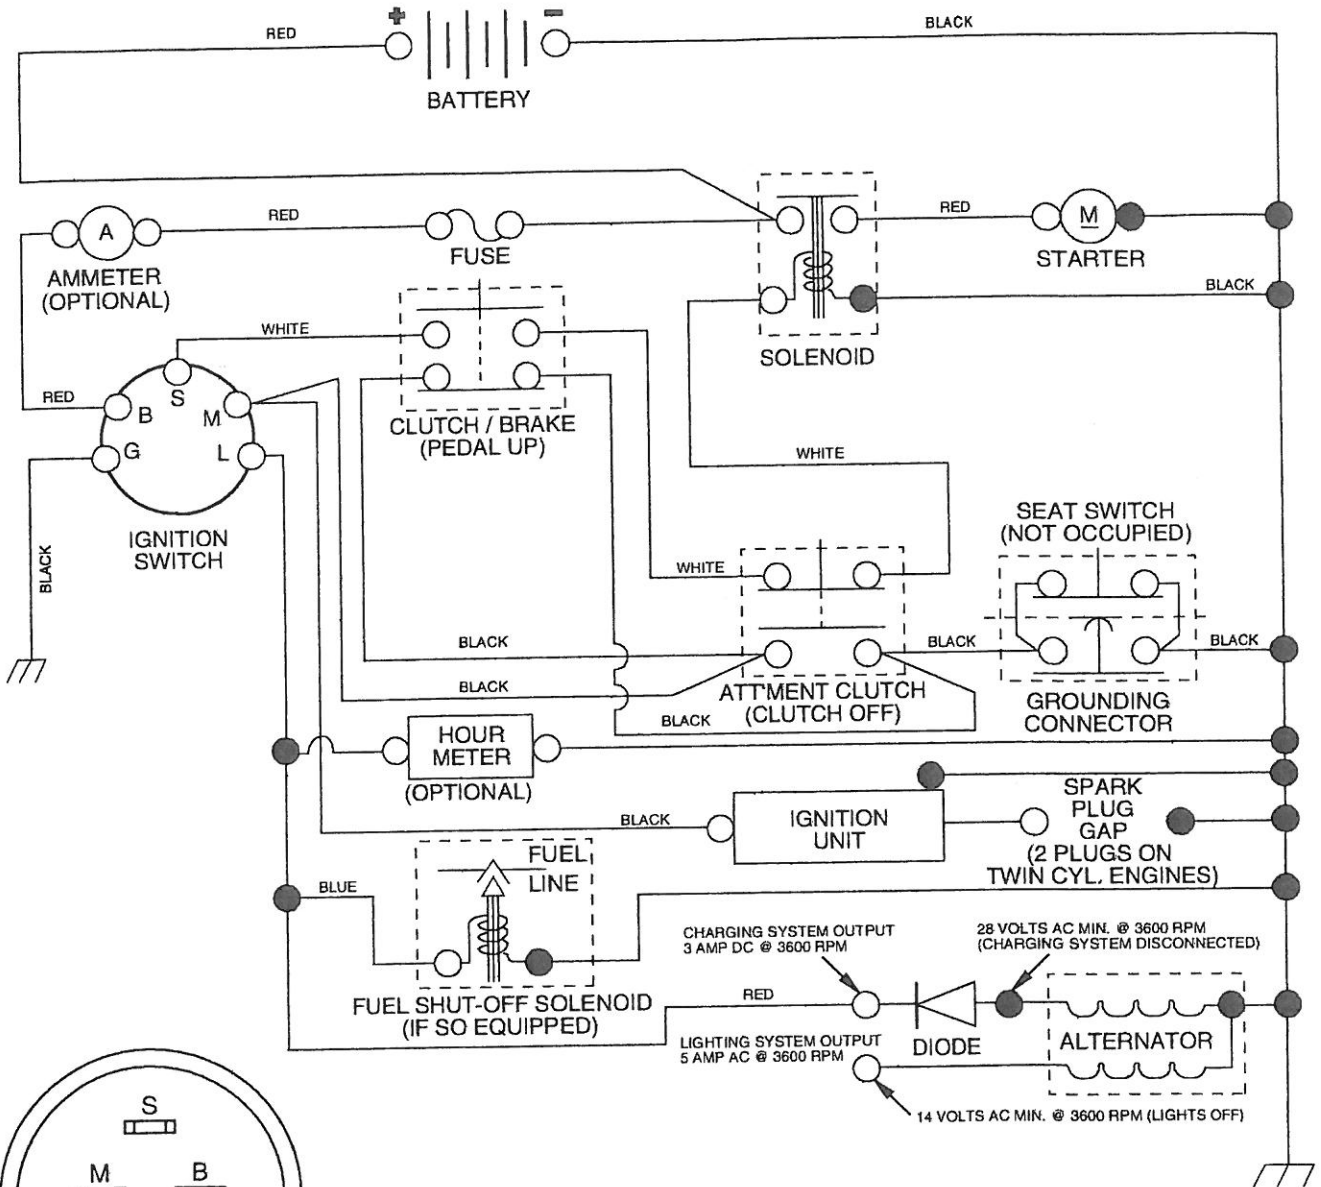 RED
+
−
BLACK
BATTERY
A
RED
FUSE
AMMETER
(OPTIONAL)
RED
M
STARTER
BLACK
SOLENOID
WHITE
CLUTCH / BRAKE
(PEDAL UP)
RED
S
B
M
G
L
IGNITION
SWITCH
BLACK
WHITE
SEAT SWITCH
(NOT OCCUPIED)
WHITE
BLACK
BLACK
BLACK
BLACK
ATT'MENT CLUTCH
(CLUTCH OFF)
BLACK
GROUNDING
CONNECTOR
HOUR
METER
(OPTIONAL)
BLACK
IGNITION
UNIT
SPARK
PLUG
GAP
(2 PLUGS ON
TWIN CYL. ENGINES)
FUEL
LINE
BLUE
FUEL SHUT-OFF SOLENOID
(IF SO EQUIPPED)
CHARGING SYSTEM OUTPUT
3 AMP DC @ 3600 RPM
28 VOLTS AC MIN. @ 3600 RPM
(CHARGING SYSTEM DISCONNECTED)
RED
LIGHTING SYSTEM OUTPUT
5 AMP AC @ 3600 RPM
DIODE
ALTERNATOR
14 VOLTS AC MIN. @ 3600 RPM (LIGHTS OFF)
S
M
B